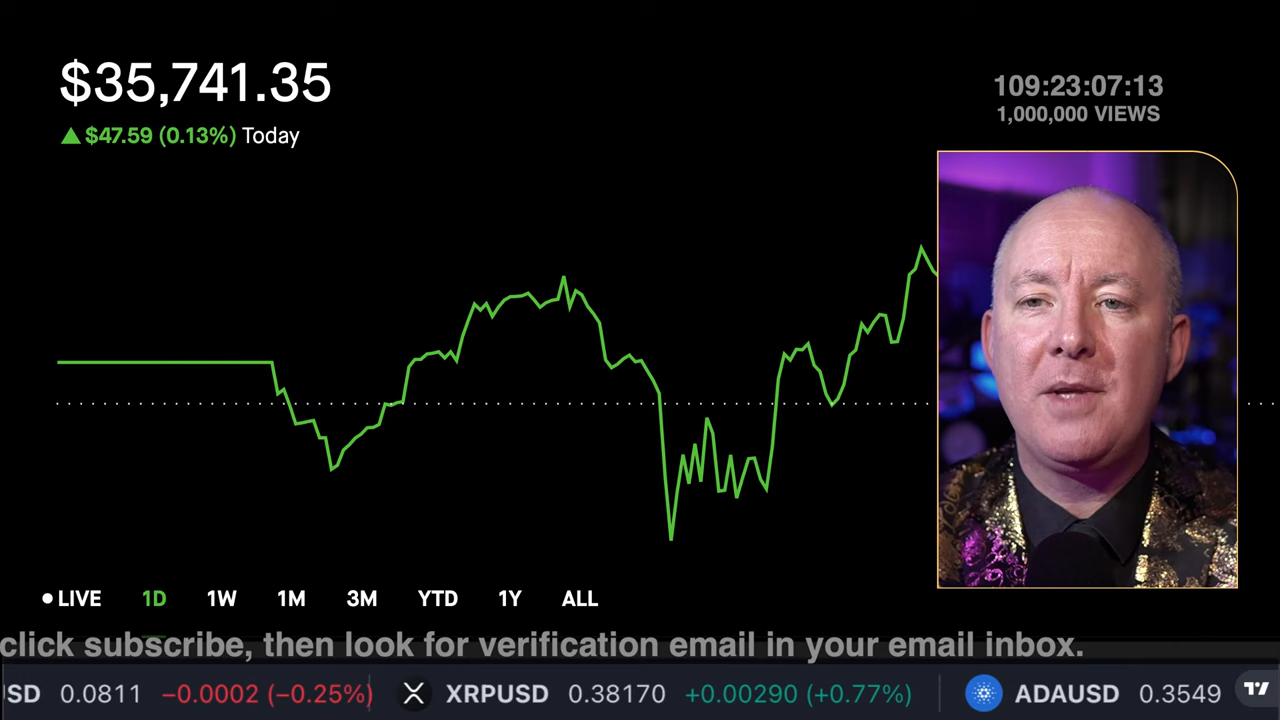 $35,741.35
▲ $47.59 (0.13%) Today
109:23:07:13
1,000,000 VIEWS
LIVE 1D 1W 1M 3M YTD 1Y ALL
click subscribe, then look for verification email in your email inbox.
SD 0.0811 −0.0002 (−0.25%) XRPUSD 0.38170 +0.00290 (+0.77%) ADAUSD 0.3549